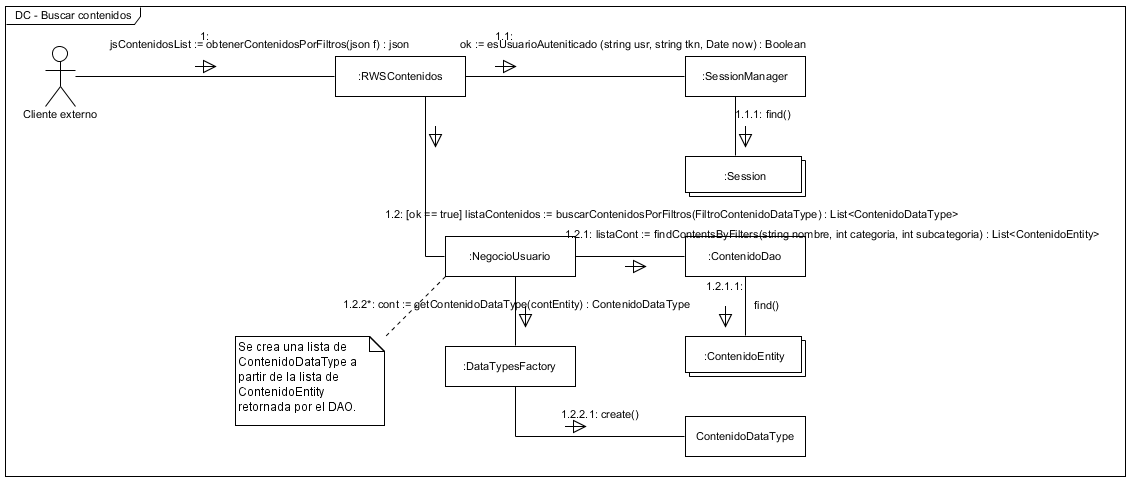 DC - Buscar contenidos
1:
jsContenidosList := obtenerContenidosPorFiltros(json f) : json
1.1:
ok := esUsuarioAuteniticado (string usr, string tkn, Date now) : Boolean
Cliente externo
:RWSContenidos
:SessionManager
1.1.1: find()
:Session
1.2: [ok == true] listaContenidos := buscarContenidosPorFiltros(FiltroContenidoDataType) : List<ContenidoDataType>
1.2.1: listaCont := findContentsByFilters(string nombre, int categoria, int subcategoria) : List<ContenidoEntity>
:NegocioUsuario
:ContenidoDao
1.2.1.1:
find()
1.2.2*: cont := getContenidoDataType(contEntity) : ContenidoDataType
Se crea una lista de
ContenidoDataType a
partir de la lista de
ContenidoEntity
retornada por el DAO.
:DataTypesFactory
:ContenidoEntity
1.2.2.1: create()
ContenidoDataType